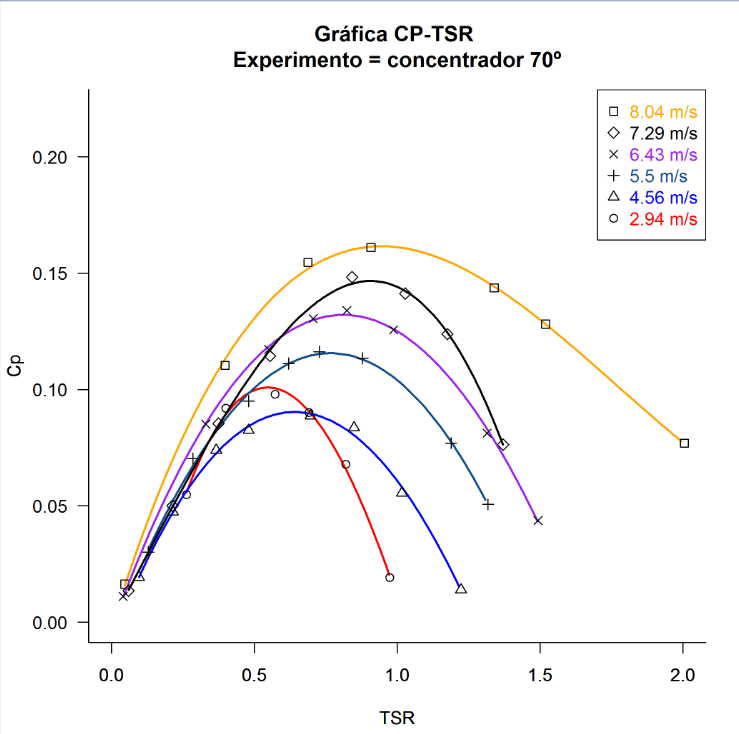 Gráfica CP-TSR
Experimento = concentrador 70º
8.04 m/s
7.29 m/s
6.43 m/s
5.5 m/s
4.56 m/s
2.94 m/s
0.20
0.15
0.10
0.05
0.00
Cp
0.0 0.5 1.0 1.5 2.0
TSR